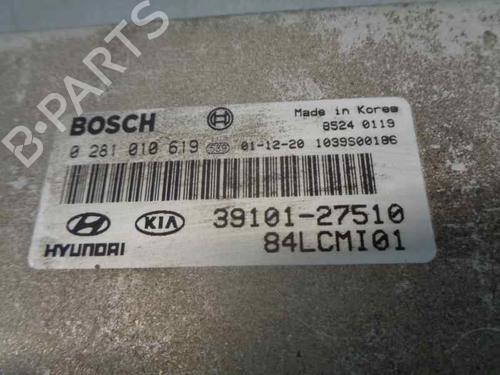 B-PARTS
BOSCH
Made in Korea
8524 0119
0 281 010 619 01-12-20 1039S00186
HYUNDAI KIA 39101-27510
84LCMI01